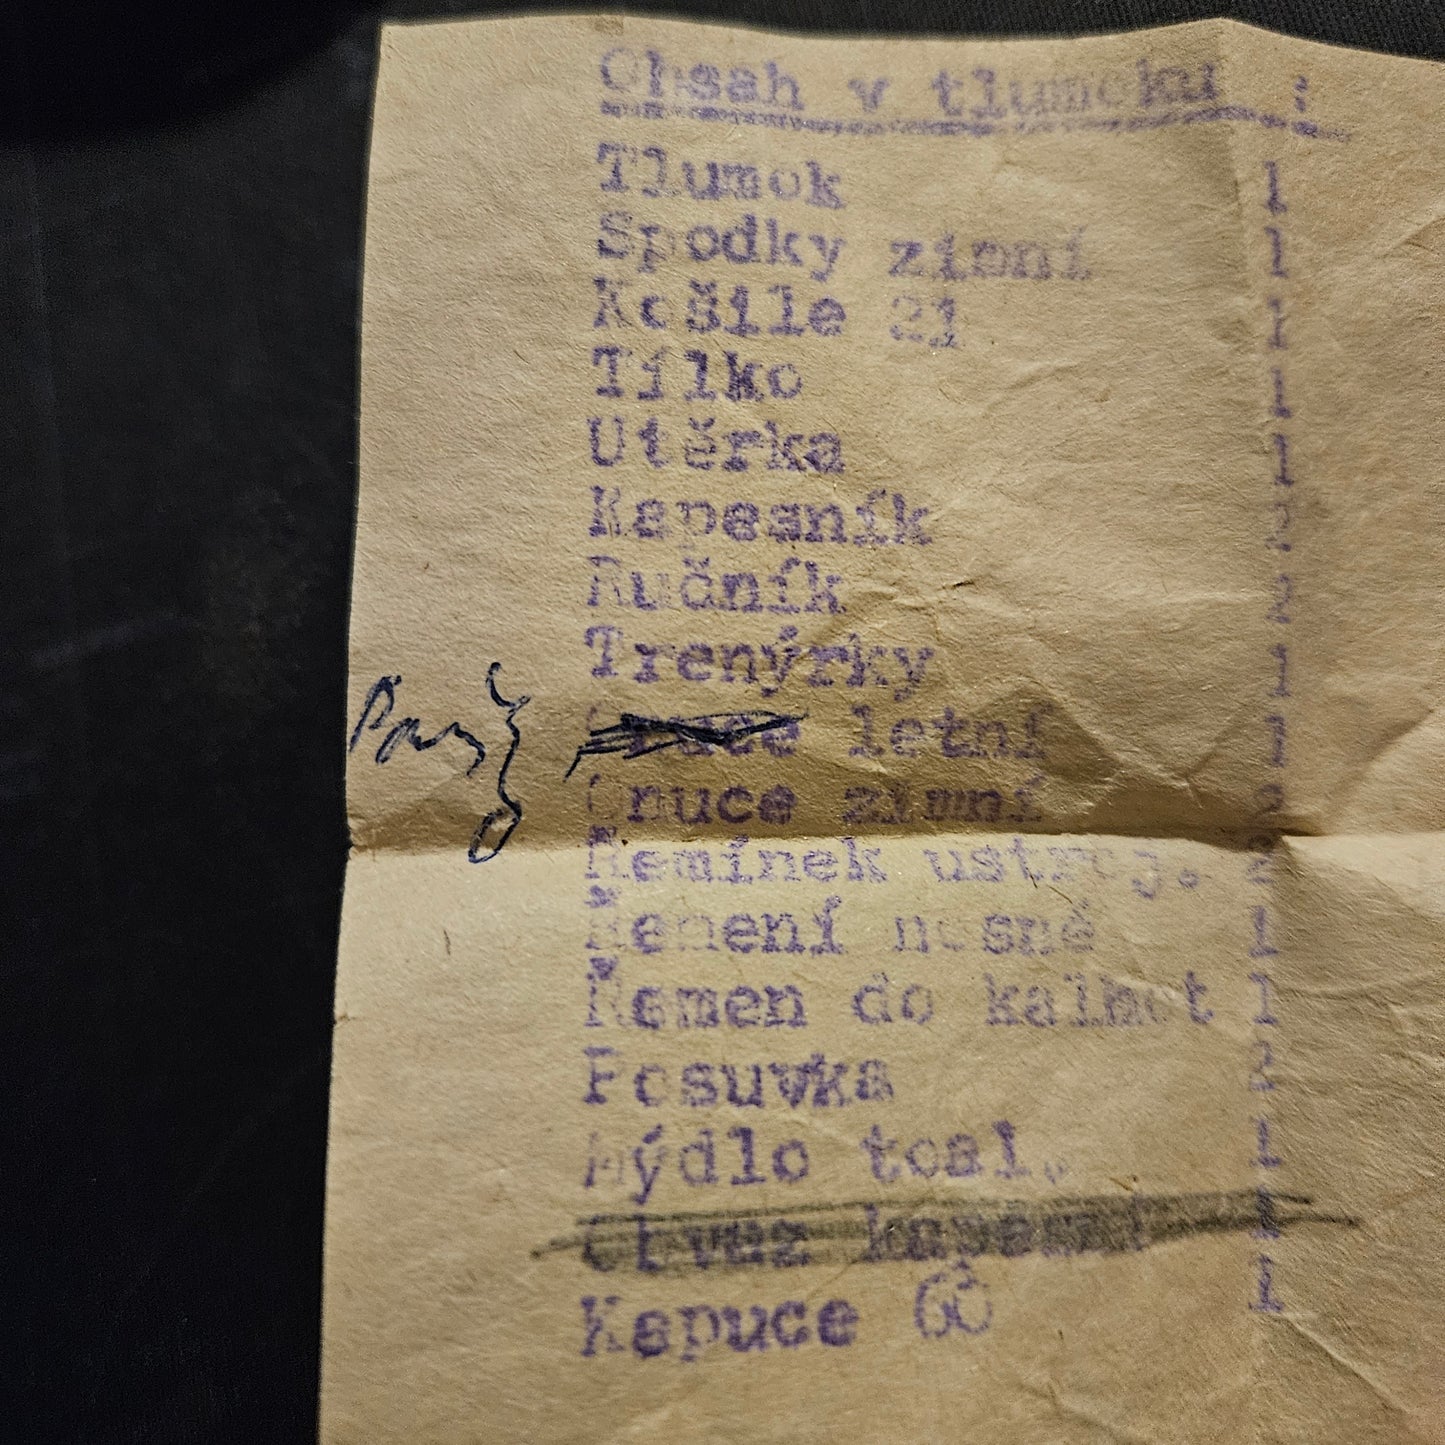 Obsah v tlumoku :
Tlumok 1
Spodky zimní 1
Košile 21 1
Tílko 1
Utěrka 1
Kapesník 2
Ručník 2
Trenýrky 1
letní 1
Onuce zimní 2
Řemínek ustroj. 2
Řemení nosné 1
Řemen do kalhot 1
Posuvka 2
Mýdlo toal. 1
Obvaz kapesní 1
Kapuce 60 1